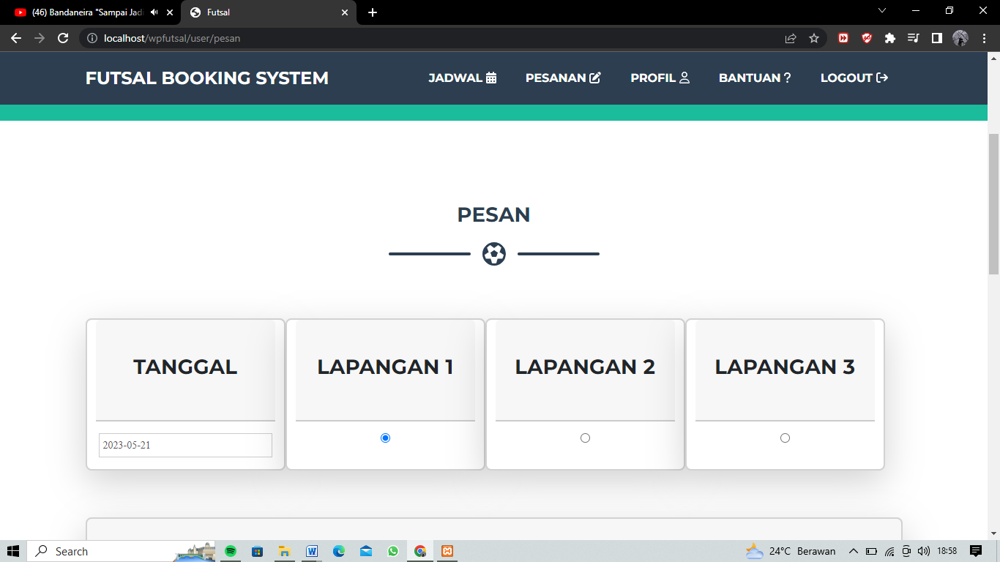 (46) Bandaneira "Sampai Jad
Futsal
localhost/wpfutsal/user/pesan
FUTSAL BOOKING SYSTEM
JADWAL
PESANAN
PROFIL
BANTUAN ?
LOGOUT
PESAN
TANGGAL
LAPANGAN 1
LAPANGAN 2
LAPANGAN 3
2023-05-21
Search
24°C Berawan
18:58